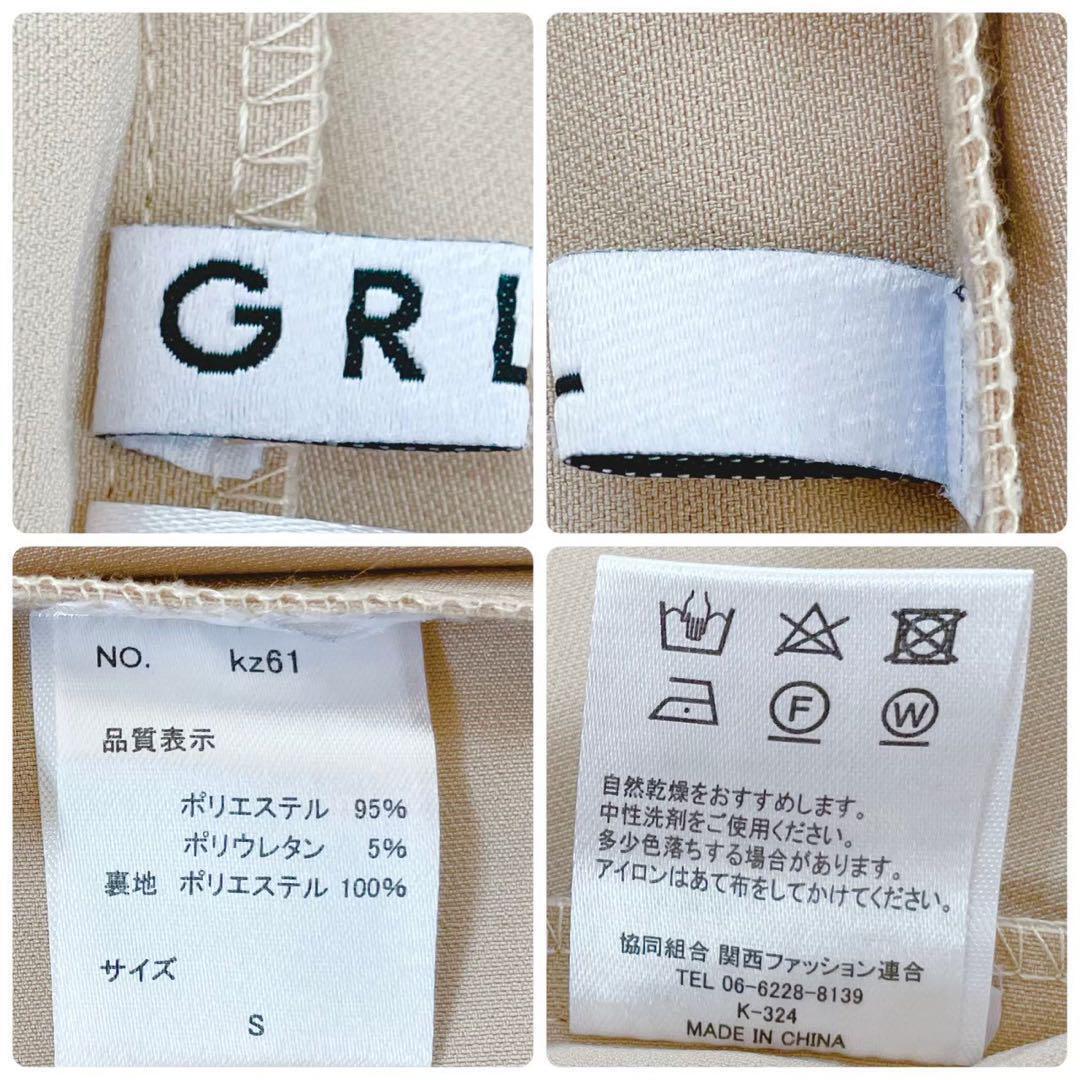 GRL
NO. kz61
品質表示
ポリエステル 95%
ポリウレタン 5%
裏地 ポリエステル 100%
サイズ
S
F W
自然乾燥をおすすめします。
中性洗剤をご使用ください。
多少色落ちする場合があります。
アイロンはあて布をしてかけてください。
協同組合 関西ファッション連合
TEL 06-6228-8139
K-324
MADE IN CHINA